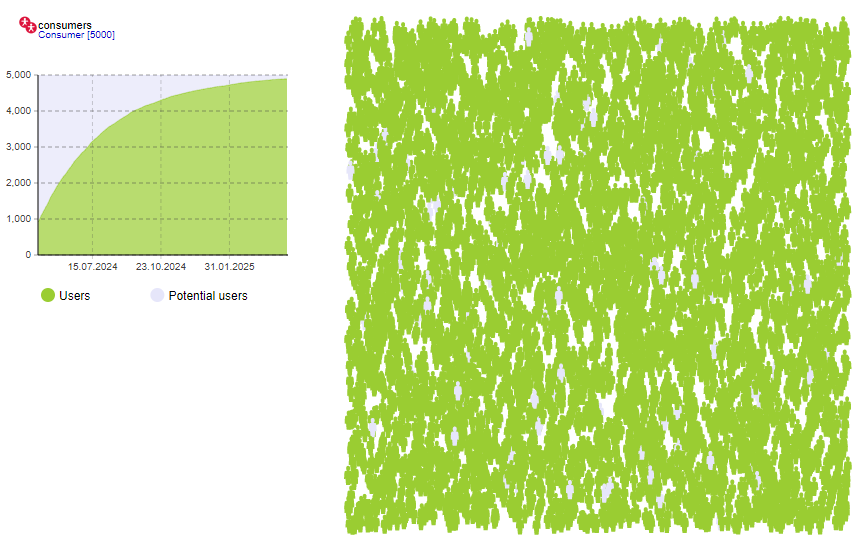 consumers
Consumer [5000]
5,000
4,000
3,000
2,000
1,000
0
15.07.2024 23.10.2024 31.01.2025
Users Potential users